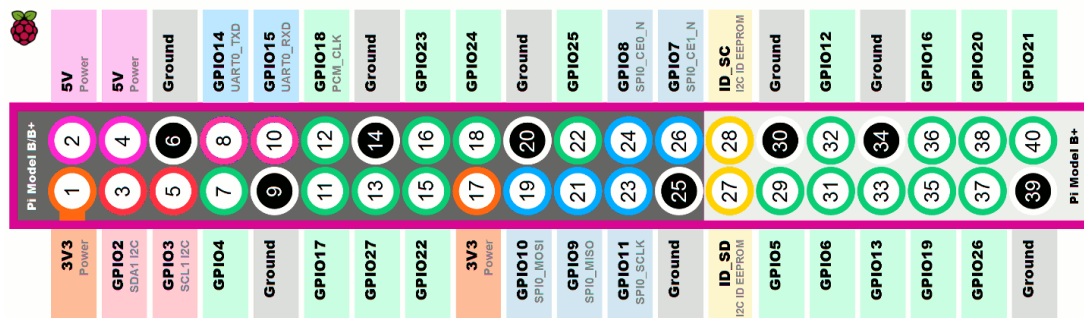 5V
Power
5V
Power
Ground
GPIO14
UART0_TXD
GPIO15
UART0_RXD
GPIO18
PCM_CLK
Ground
GPIO23
GPIO24
Ground
GPIO25
GPIO8
SPI0_CE0_N
GPIO7
SPI0_CE1_N
ID_SC
I2C ID EEPROM
Ground
GPIO12
Ground
GPIO16
GPIO20
GPIO21
Pi Model B/B+
2 4 6 8 10 12 14 16 18 20 22 24 26 28 30 32 34 36 38 40
1 3 5 7 9 11 13 15 17 19 21 23 25 27 29 31 33 35 37 39
Pi Model B+
3V3
Power
GPIO2
SDA1 I2C
GPIO3
SCL1 I2C
GPIO4
Ground
GPIO17
GPIO27
GPIO22
3V3
Power
GPIO10
SPI0_MOSI
GPIO9
SPI0_MISO
GPIO11
SPI0_SCLK
Ground
ID_SD
I2C ID EEPROM
GPIO5
GPIO6
GPIO13
GPIO19
GPIO26
Ground